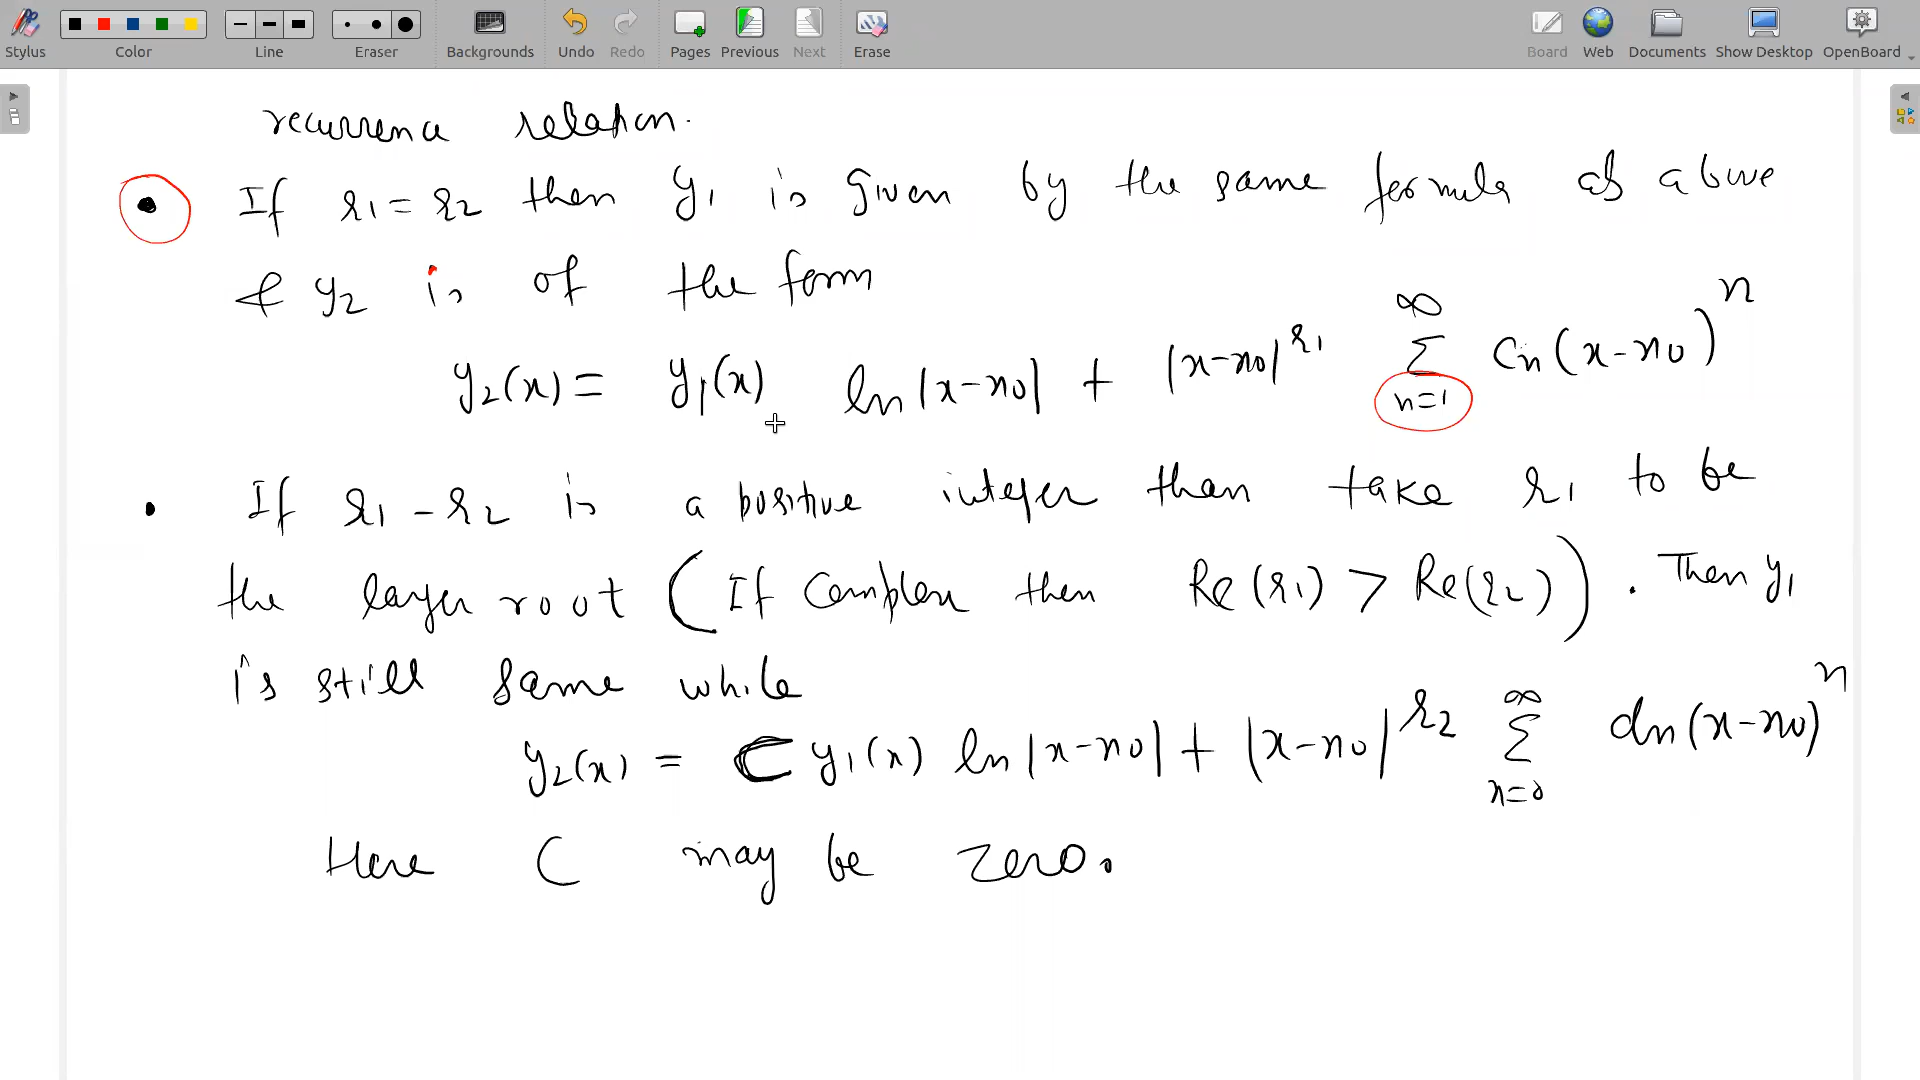 Stylus Color Line Eraser Backgrounds Undo Redo Pages Previous Next Erase Board Web Documents Show Desktop OpenBoard
recurrence relation.
• If r1 = r2 then y1 is given by the same formula as above
& y2 is of the form
y2(x) = y1(x) ln|x-x0| + |x-x0|^r1 ∑_{n=1}^∞ Cn(x-x0)^n
• If r1 - r2 is a positive integer then take r1 to be
the larger root (If Complex then Re(r1) > Re(r2)). Then y1
is still same while
y2(x) = C y1(x) ln|x-x0| + |x-x0|^r2 ∑_{n=0}^∞ dn(x-x0)^n
Here C may be zero.